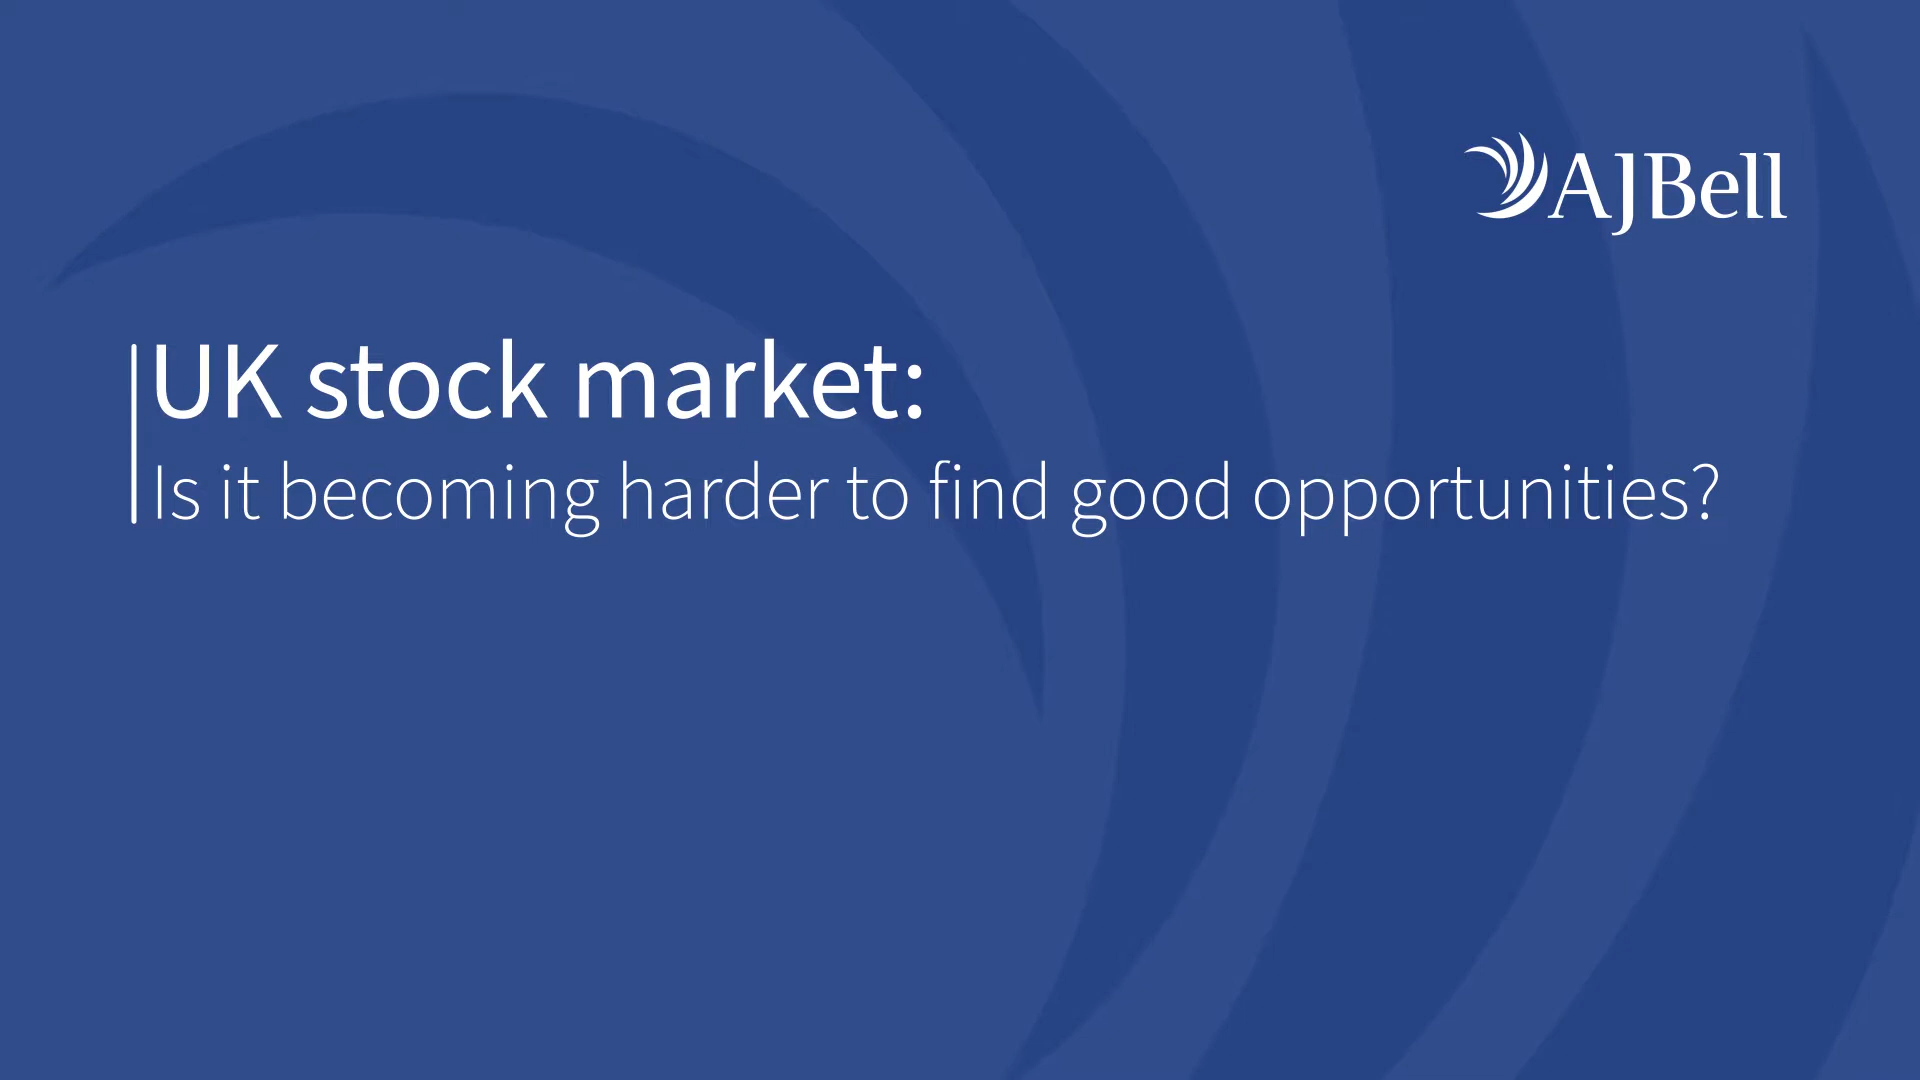 AJBell
UK stock market:
Is it becoming harder to find good opportunities?